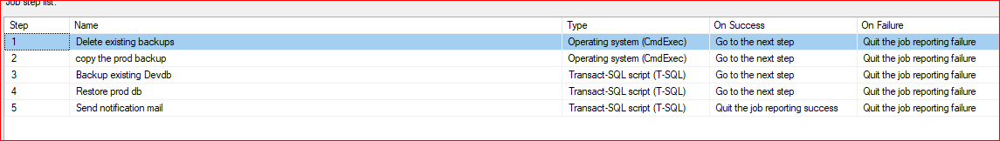 Job step list:
Step Name Type On Success On Failure
1 Delete existing backups Operating system (CmdExec) Go to the next step Quit the job reporting failure
2 copy the prod backup Operating system (CmdExec) Go to the next step Quit the job reporting failure
3 Backup existing Devdb Transact-SQL script (T-SQL) Go to the next step Quit the job reporting failure
4 Restore prod db Transact-SQL script (T-SQL) Go to the next step Quit the job reporting failure
5 Send notification mail Transact-SQL script (T-SQL) Quit the job reporting success Quit the job reporting failure